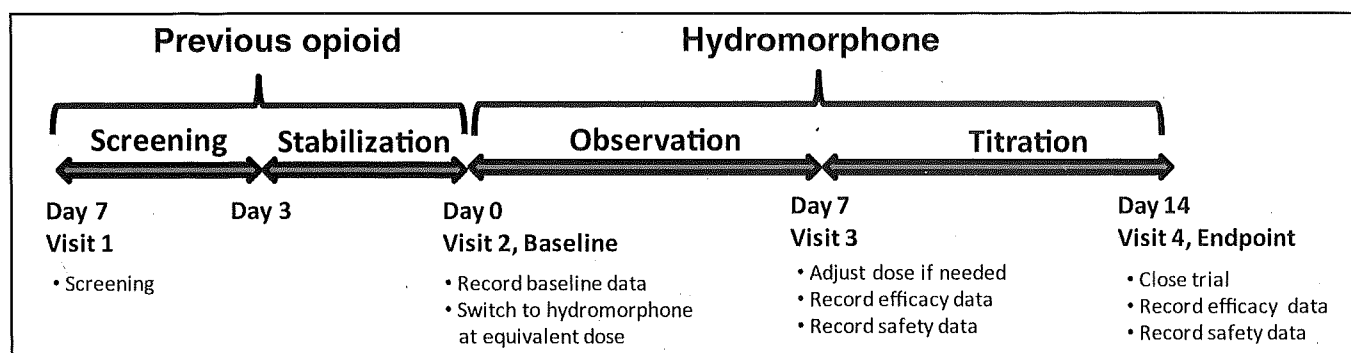 Previous opioid Hydromorphone
Screening Stabilization Observation Titration
Day 7 Day 3 Day 0 Day 7 Day 14
Visit 1 Visit 2, Baseline Visit 3 Visit 4, Endpoint
• Screening
• Record baseline data
• Switch to hydromorphone
at equivalent dose
• Adjust dose if needed
• Record efficacy data
• Record safety data
• Close trial
• Record efficacy data
• Record safety data